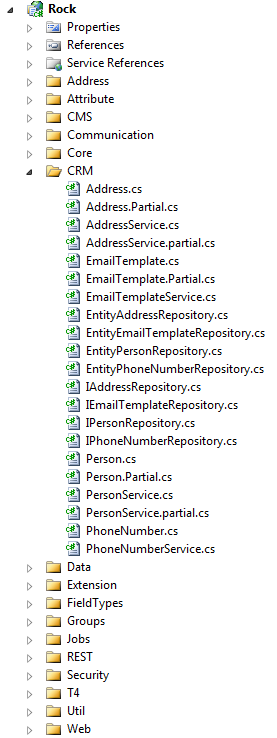 Rock
Properties
References
Service References
Address
Attribute
CMS
Communication
Core
CRM
Address.cs
Address.Partial.cs
AddressService.cs
AddressService.partial.cs
EmailTemplate.cs
EmailTemplate.Partial.cs
EmailTemplateService.cs
EntityAddressRepository.cs
EntityEmailTemplateRepository.cs
EntityPersonRepository.cs
EntityPhoneNumberRepository.cs
IAddressRepository.cs
IEmailTemplateRepository.cs
IPersonRepository.cs
IPhoneNumberRepository.cs
Person.cs
Person.Partial.cs
PersonService.cs
PersonService.partial.cs
PhoneNumber.cs
PhoneNumberService.cs
Data
Extension
FieldTypes
Groups
Jobs
REST
Security
T4
Util
Web